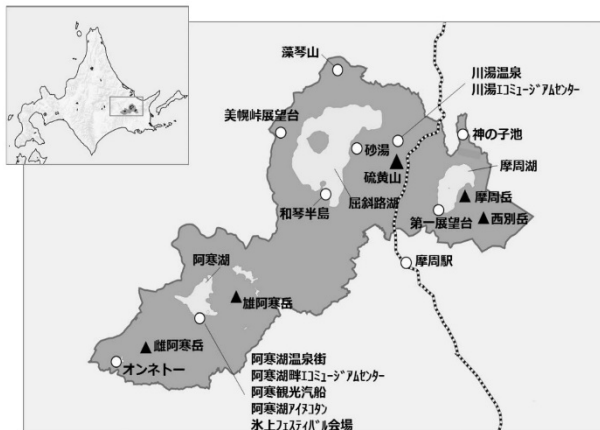 藻琴山
川湯温泉
川湯エコミュージアムセンター
美幌峠展望台
砂湯
神の子池
硫黄山
摩周湖
和琴半島
屈斜路湖
摩周岳
第一展望台
西別岳
阿寒湖
摩周駅
雄阿寒岳
雌阿寒岳
オンネトー
阿寒湖温泉街
阿寒湖畔エコミュージアムセンター
阿寒観光汽船
阿寒湖アイヌコタン
氷上フェスティバル会場